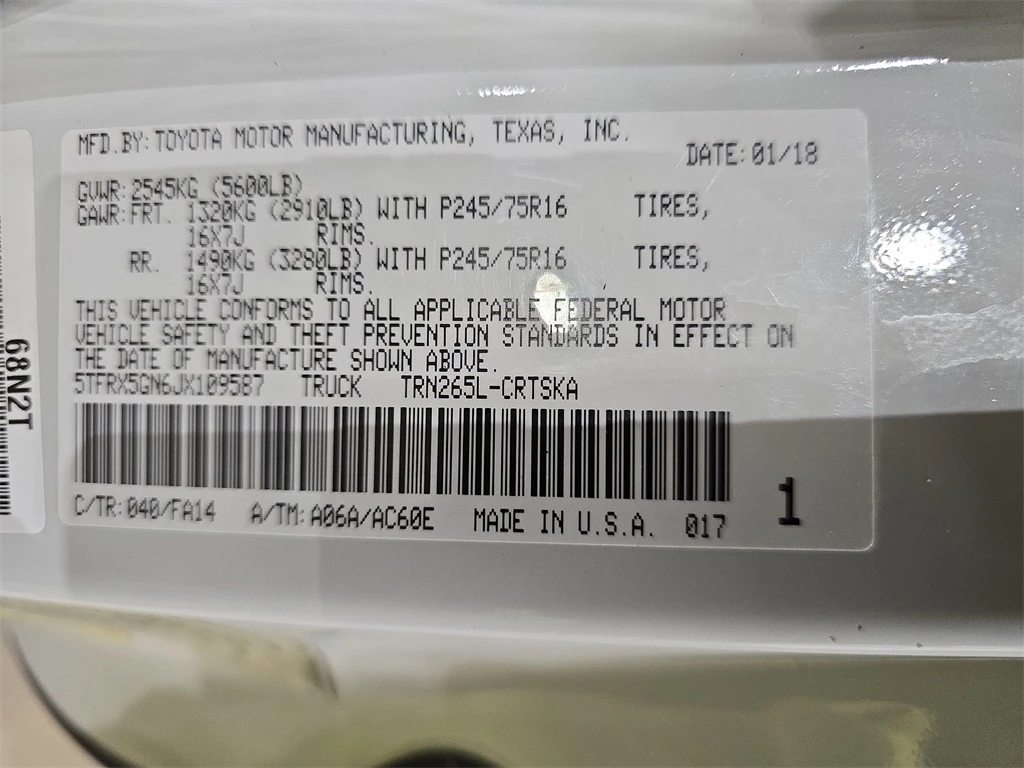 MFD.BY:TOYOTA MOTOR MANUFACTURING, TEXAS, INC.
DATE:01/18
GVWR:2545KG (5600LB)
GAWR:FRT. 1320KG (2910LB) WITH P245/75R16 TIRES,
16X7J RIMS.
RR. 1490KG (3280LB) WITH P245/75R16 TIRES,
16X7J RIMS.
THIS VEHICLE CONFORMS TO ALL APPLICABLE FEDERAL MOTOR
VEHICLE SAFETY AND THEFT PREVENTION STANDARDS IN EFFECT ON
THE DATE OF MANUFACTURE SHOWN ABOVE.
5TFRX5GN6JX109587 TRUCK TRN265L-CRTSKA
C/TR:040/FA14 A/TM:A06A/AC60E MADE IN U.S.A. 017
1
68N2T